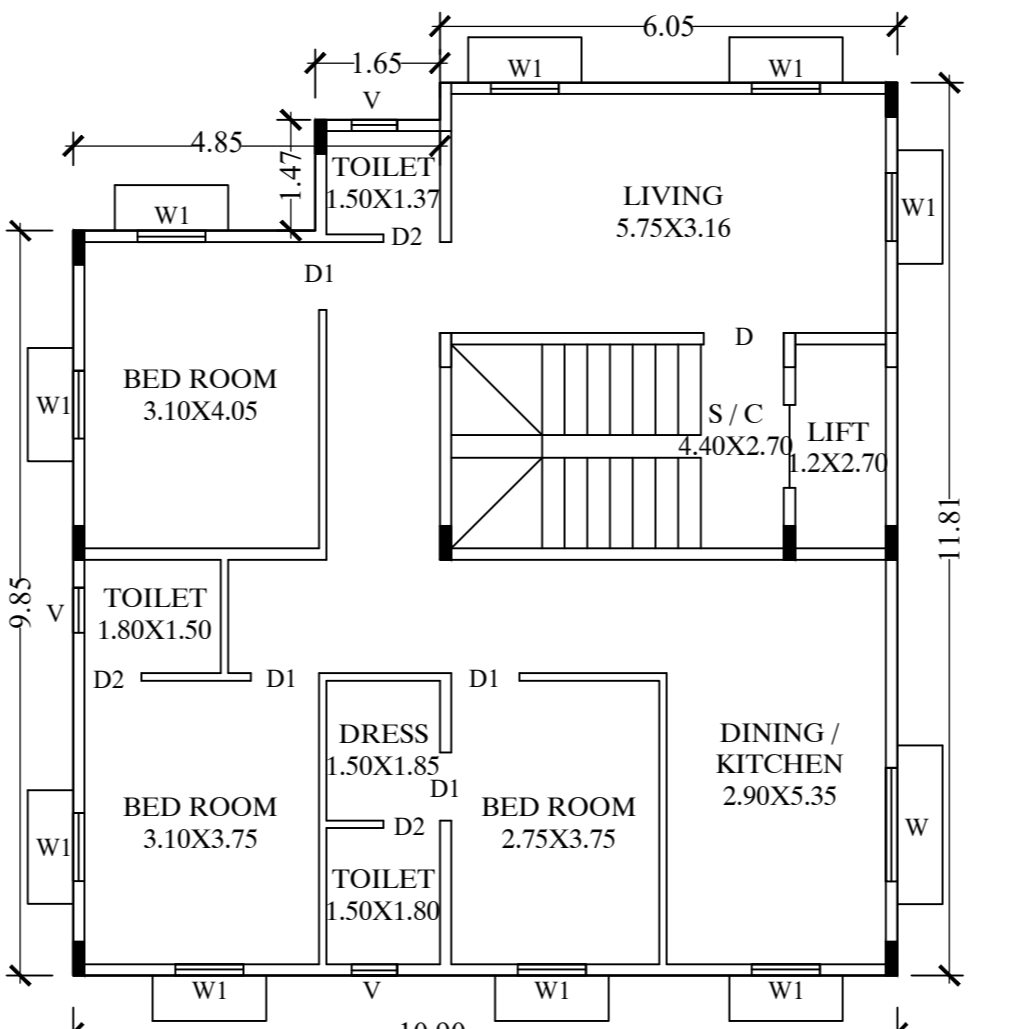 6.05
1.65
W1
W1
V
4.85
1.47
TOILET
1.50X1.37
LIVING
5.75X3.16
W1
W1
D2
D1
D
BED ROOM
3.10X4.05
W1
S / C
4.40X2.70
LIFT
1.2X2.70
11.81
9.85
V
TOILET
1.80X1.50
D2
D1
D1
DRESS
1.50X1.85
D1
DINING /
KITCHEN
2.90X5.35
BED ROOM
3.10X3.75
BED ROOM
2.75X3.75
D2
W
W1
TOILET
1.50X1.80
W1
V
W1
W1